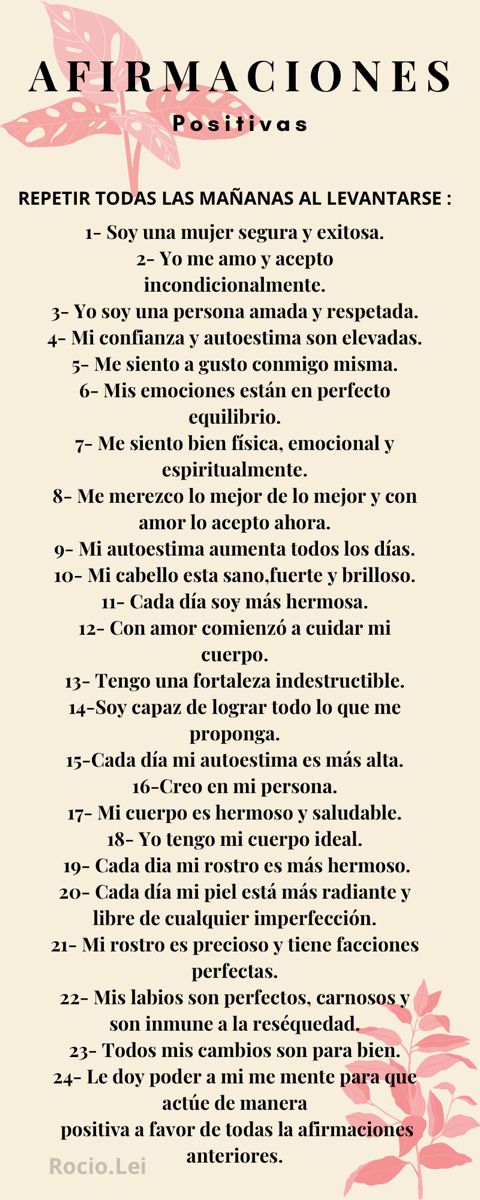 AFIRMACIONES
Positivas
REPETIR TODAS LAS MAÑANAS AL LEVANTARSE :
1- Soy una mujer segura y exitosa.
2- Yo me amo y acepto
incondicionalmente.
3- Yo soy una persona amada y respetada.
4- Mi confianza y autoestima son elevadas.
5- Me siento a gusto conmigo misma.
6- Mis emociones están en perfecto
equilibrio.
7- Me siento bien física, emocional y
espiritualmente.
8- Me merezco lo mejor de lo mejor y con
amor lo acepto ahora.
9- Mi autoestima aumenta todos los días.
10- Mi cabello esta sano,fuerte y brilloso.
11- Cada día soy más hermosa.
12- Con amor comienzó a cuidar mi
cuerpo.
13- Tengo una fortaleza indestructible.
14-Soy capaz de lograr todo lo que me
proponga.
15-Cada día mi autoestima es más alta.
16-Creo en mi persona.
17- Mi cuerpo es hermoso y saludable.
18- Yo tengo mi cuerpo ideal.
19- Cada dia mi rostro es más hermoso.
20- Cada día mi piel está más radiante y
libre de cualquier imperfección.
21- Mi rostro es precioso y tiene facciones
perfectas.
22- Mis labios son perfectos, carnosos y
son inmune a la reséquedad.
23- Todos mis cambios son para bien.
24- Le doy poder a mi me mente para que
actúe de manera
positiva a favor de todas la afirmaciones
anteriores.
Rocio.Lei